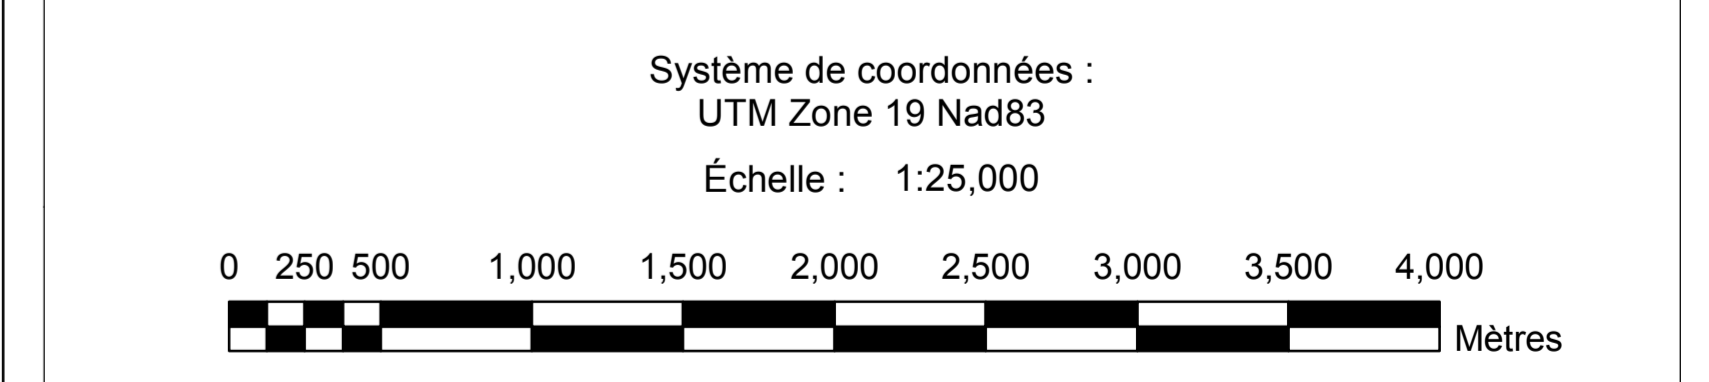 Système de coordonnées :
UTM Zone 19 Nad83
Échelle : 1:25,000
0 250 500 1,000 1,500 2,000 2,500 3,000 3,500 4,000
Mètres